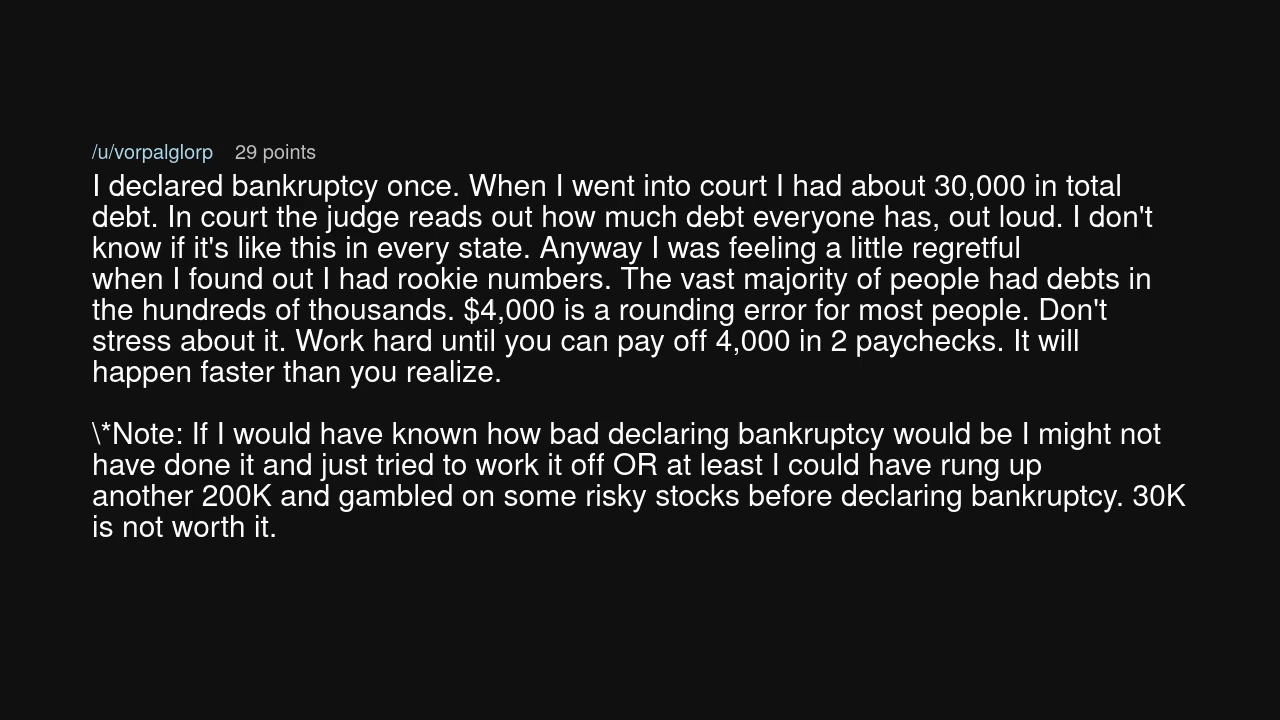 /u/vorpalglorp 29 points
I declared bankruptcy once. When I went into court I had about 30,000 in total
debt. In court the judge reads out how much debt everyone has, out loud. I don't
know if it's like this in every state. Anyway I was feeling a little regretful
when I found out I had rookie numbers. The vast majority of people had debts in
the hundreds of thousands. $4,000 is a rounding error for most people. Don't
stress about it. Work hard until you can pay off 4,000 in 2 paychecks. It will
happen faster than you realize.
\*Note: If I would have known how bad declaring bankruptcy would be I might not
have done it and just tried to work it off OR at least I could have rung up
another 200K and gambled on some risky stocks before declaring bankruptcy. 30K
is not worth it.